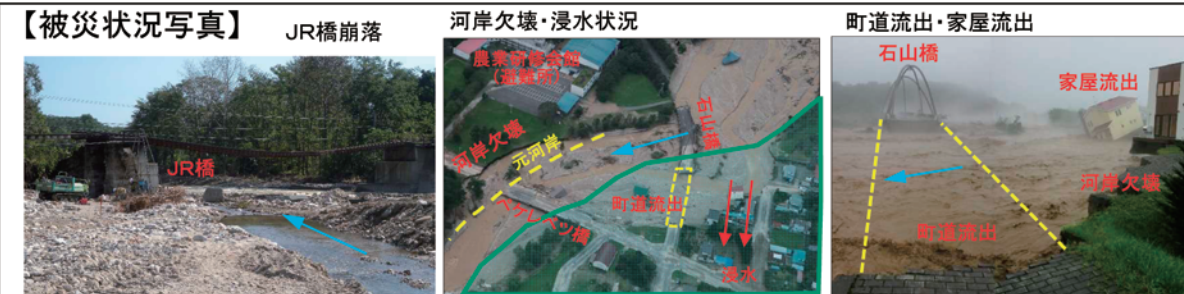 【被災状況写真】
JR橋崩落
JR橋
河岸欠壊・浸水状況
農業研修会館
(避難所)
石山橋
河岸欠壊
元河岸
町道流出
ペケレベツ橋
浸水
町道流出・家屋流出
石山橋
家屋流出
河岸欠壊
町道流出